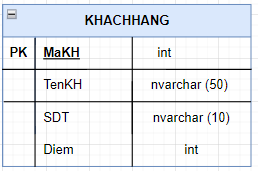 KHACHHANG
PK MaKH int
TenKH nvarchar (50)
SDT nvarchar (10)
Diem int